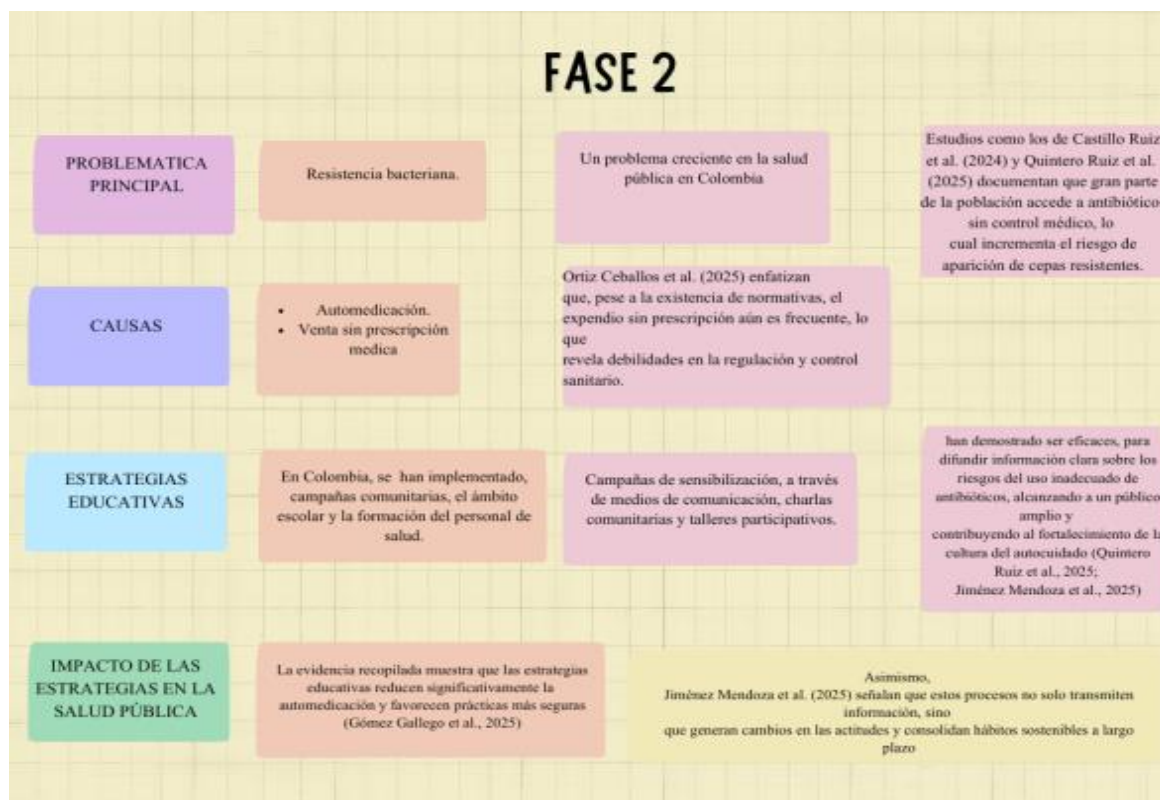 FASE 2
PROBLEMATICA
PRINCIPAL
Resistencia bacteriana.
Un problema creciente en la salud
pública en Colombia
Estudios como los de Castillo Ruiz
et al. (2024) y Quintero Ruiz et al.
(2025) documentan que gran parte
de la población accede a antibiótico
sin control médico, lo
cual incrementa el riesgo de
aparición de cepas resistentes.
CAUSAS
• Automedicación.
• Venta sin prescripción
medica
Ortiz Ceballos et al. (2025) enfatizan
que, pese a la existencia de normativas, el
expendio sin prescripción aún es frecuente, lo
que
revela debilidades en la regulación y control
sanitario.
ESTRATEGIAS
EDUCATIVAS
En Colombia, se han implementado,
campañas comunitarias, el ámbito
escolar y la formación del personal de
salud.
Campañas de sensibilización, a través
de medios de comunicación, charlas
comunitarias y talleres participativos.
han demostrado ser eficaces, para
difundir información clara sobre los
riesgos del uso inadecuado de
antibióticos, alcanzando a un público
amplio y
contribuyendo al fortalecimiento de la
cultura del autocuidado (Quintero
Ruiz et al., 2025;
Jiménez Mendoza et al., 2025)
IMPACTO DE LAS
ESTRATEGIAS EN LA
SALUD PÚBLICA
La evidencia recopilada muestra que las estrategias
educativas reducen significativamente la
automedicación y favorecen prácticas más seguras
(Gómez Gallego et al., 2025)
Asimismo,
Jiménez Mendoza et al. (2025) señalan que estos procesos no solo transmiten
información, sino
que generan cambios en las actitudes y consolidan hábitos sostenibles a largo
plazo